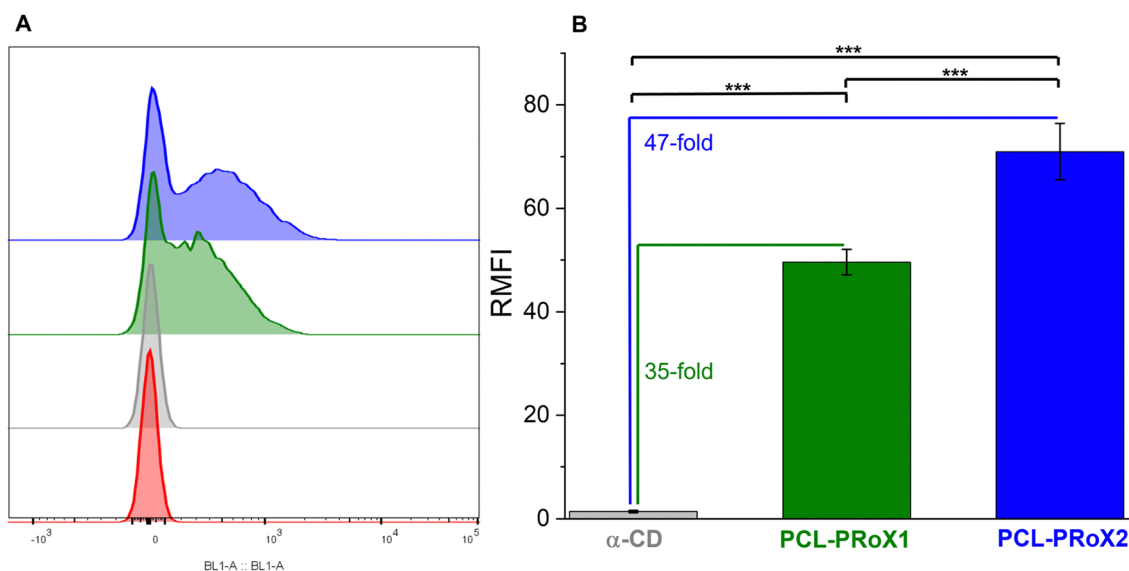 A
-10³
0
10³
10⁴
10⁵
BL1-A :: BL1-A
B
***
***
***
47-fold
35-fold
RMFI
80
60
40
20
0
α-CD
PCL-PRoX1
PCL-PRoX2